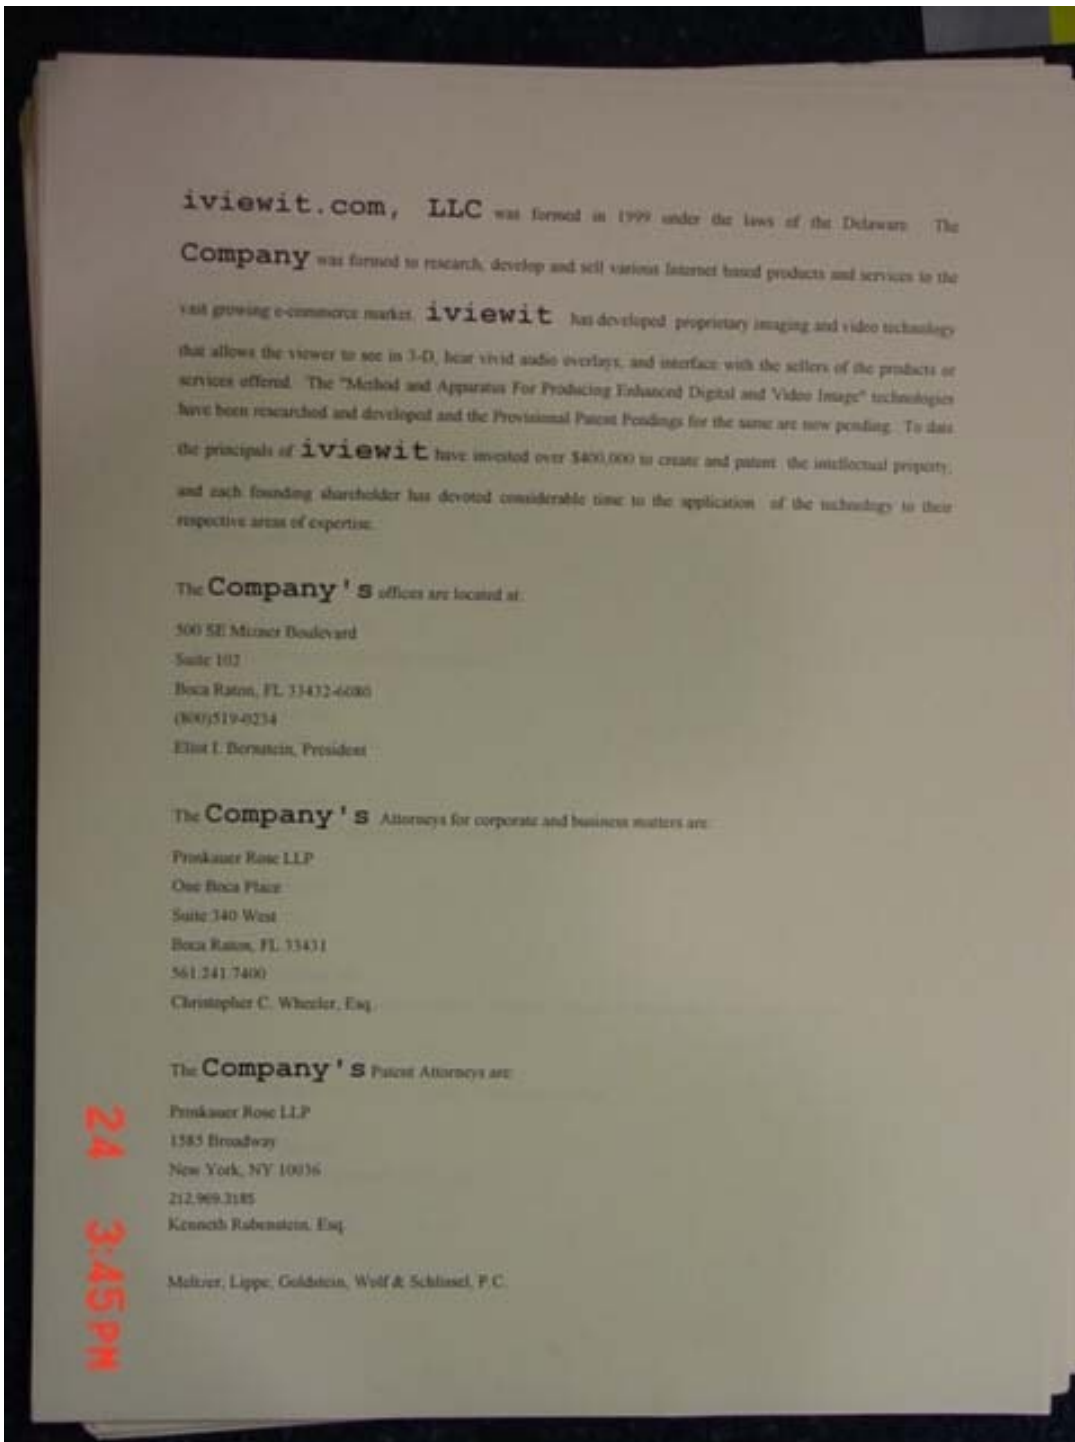 iviewit.com, LLC was formed in 1999 under the laws of the Delaware. The
Company was formed to research, develop and sell various Internet based products and services to the
vast growing e-commerce market. iviewit has developed proprietary imaging and video technology
that allows the viewer to see in 3-D, hear vivid audio overlays, and interface with the sellers of the products or
services offered. The "Method and Apparatus For Producing Enhanced Digital and Video Image" technologies
have been researched and developed and the Provisional Patent Pendings for the same are now pending. To date
the principals of iviewit have invested over $400,000 to create and patent the intellectual property,
and each founding shareholder has devoted considerable time to the application of the technology to their
respective areas of expertise.
The Company's offices are located at:
500 SE Mizner Boulevard
Suite 102
Boca Raton, FL 33432-6080
(800)519-0234
Eliot I. Bernstein, President
The Company's Attorneys for corporate and business matters are:
Proskauer Rose LLP
One Boca Place
Suite 340 West
Boca Raton, FL 33431
561.241.7400
Christopher C. Wheeler, Esq.
The Company's Patent Attorneys are:
Proskauer Rose LLP
1585 Broadway
New York, NY 10036
212.969.3185
Kenneth Rubenstein, Esq.
Meltzer, Lippe, Goldstein, Wolf & Schlissel, P.C.
24 3:45PM